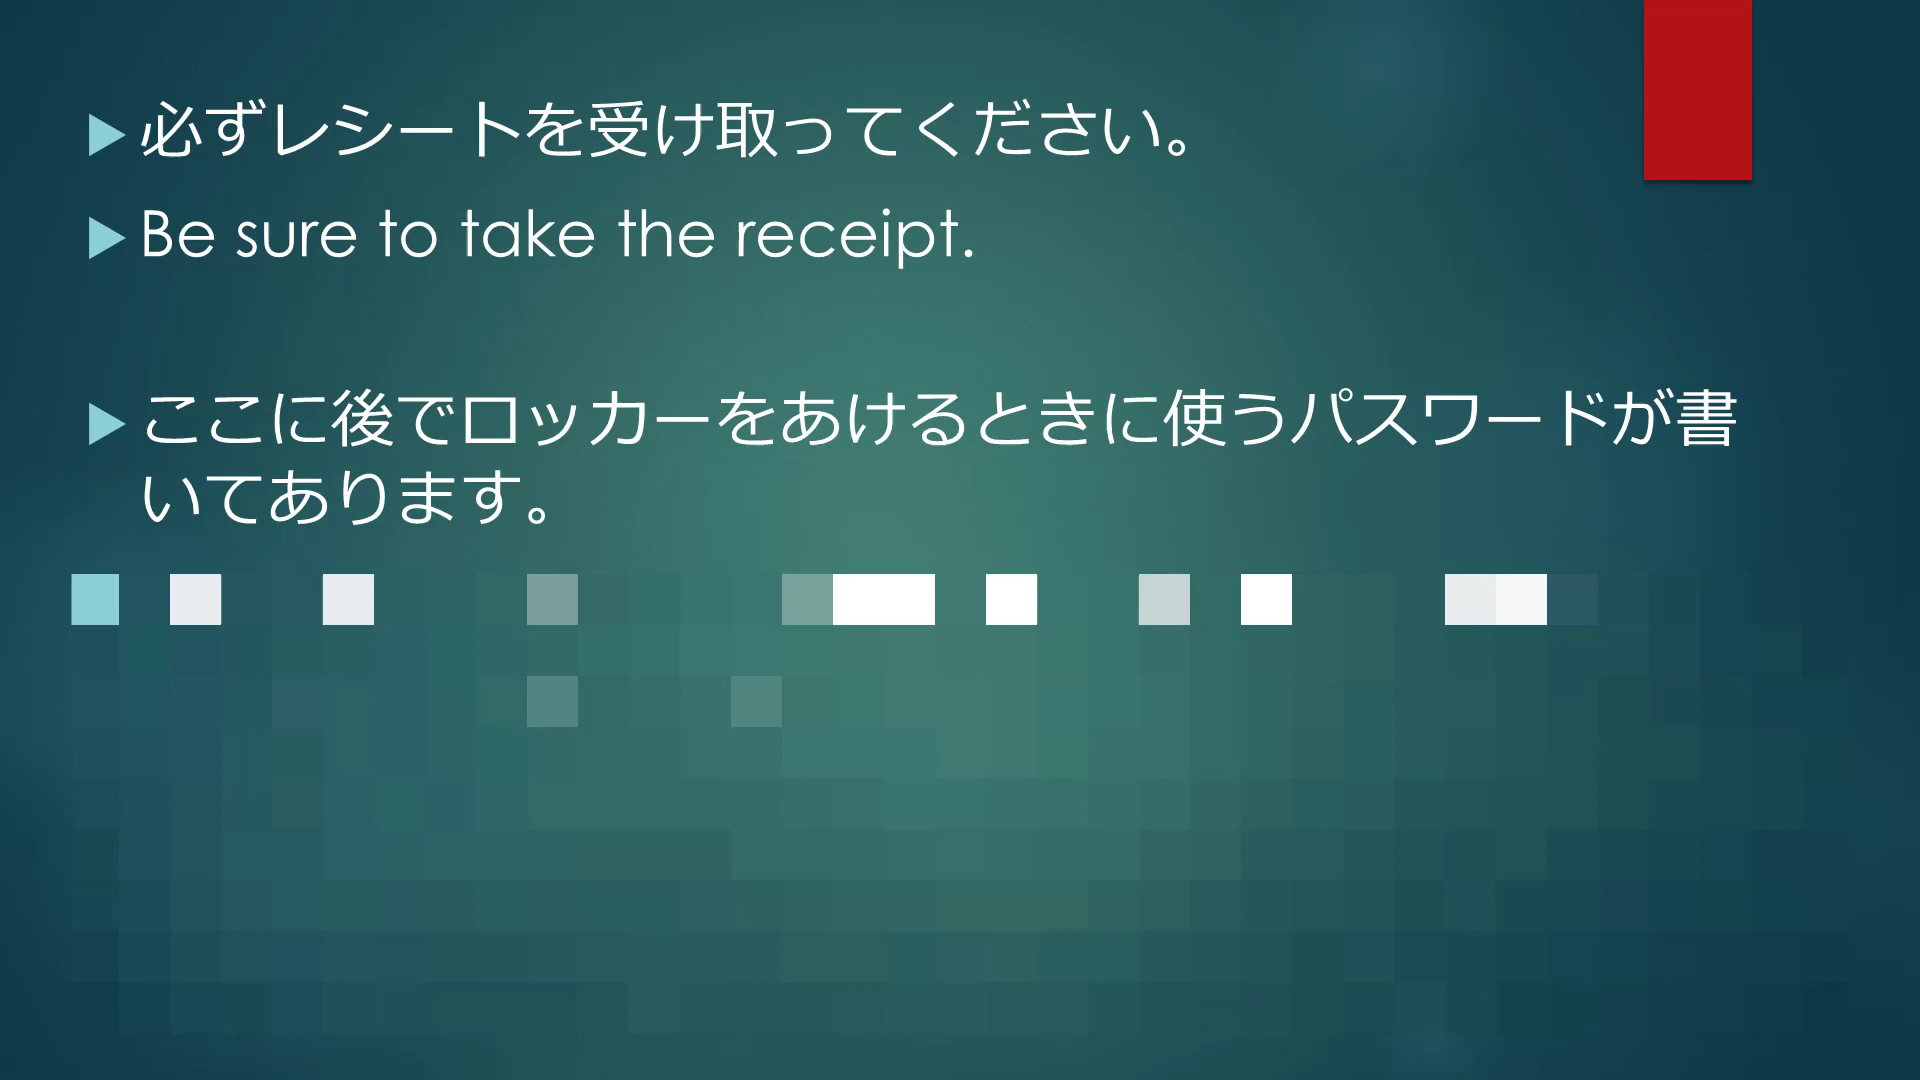 必ずレシートを受け取ってください。
Be sure to take the receipt.
ここに後でロッカーをあけるときに使うパスワードが書
いてあります。